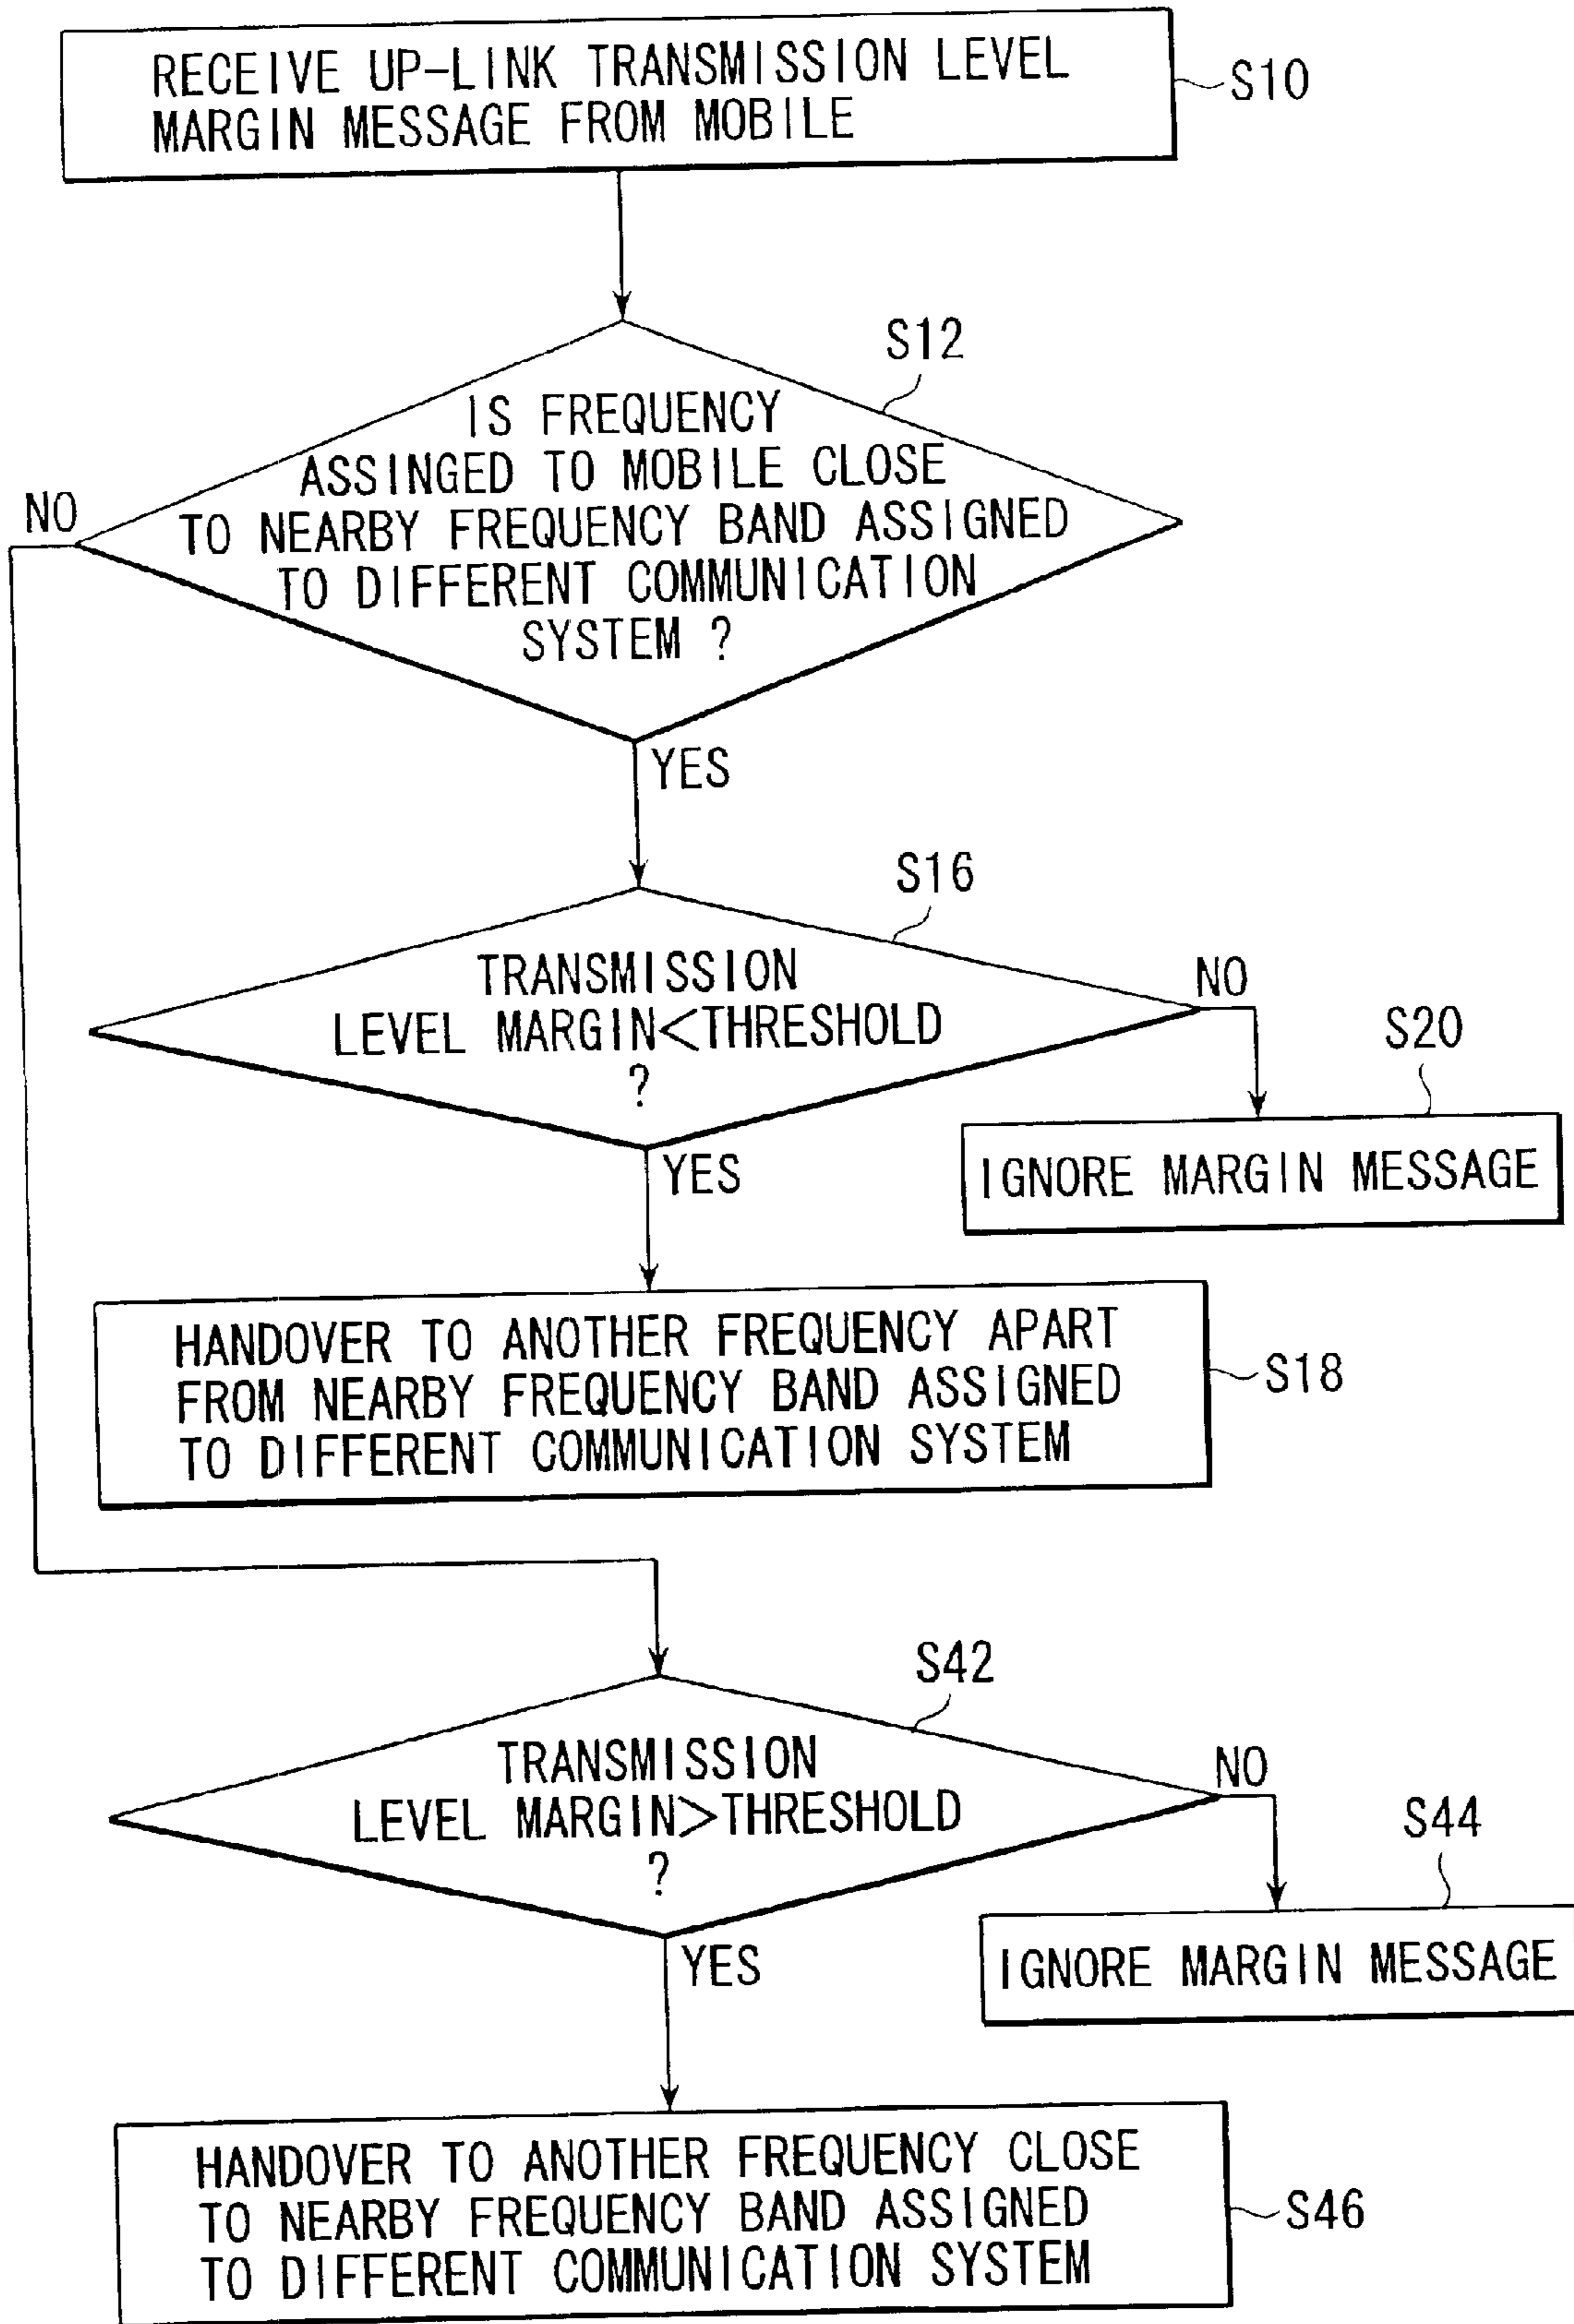 RECEIVE UP-LINK TRANSMISSION LEVEL
MARGIN MESSAGE FROM MOBILE
S10
S12
IS FREQUENCY
ASSINGED TO MOBILE CLOSE
TO NEARBY FREQUENCY BAND ASSIGNED
TO DIFFERENT COMMUNICATION
SYSTEM ?
NO
YES
S16
TRANSMISSION
LEVEL MARGIN<THRESHOLD
?
NO
YES
S20
IGNORE MARGIN MESSAGE
HANDOVER TO ANOTHER FREQUENCY APART
FROM NEARBY FREQUENCY BAND ASSIGNED
TO DIFFERENT COMMUNICATION SYSTEM
S18
S42
TRANSMISSION
LEVEL MARGIN>THRESHOLD
?
NO
YES
S44
IGNORE MARGIN MESSAGE
HANDOVER TO ANOTHER FREQUENCY CLOSE
TO NEARBY FREQUENCY BAND ASSIGNED
TO DIFFERENT COMMUNICATION SYSTEM
S46